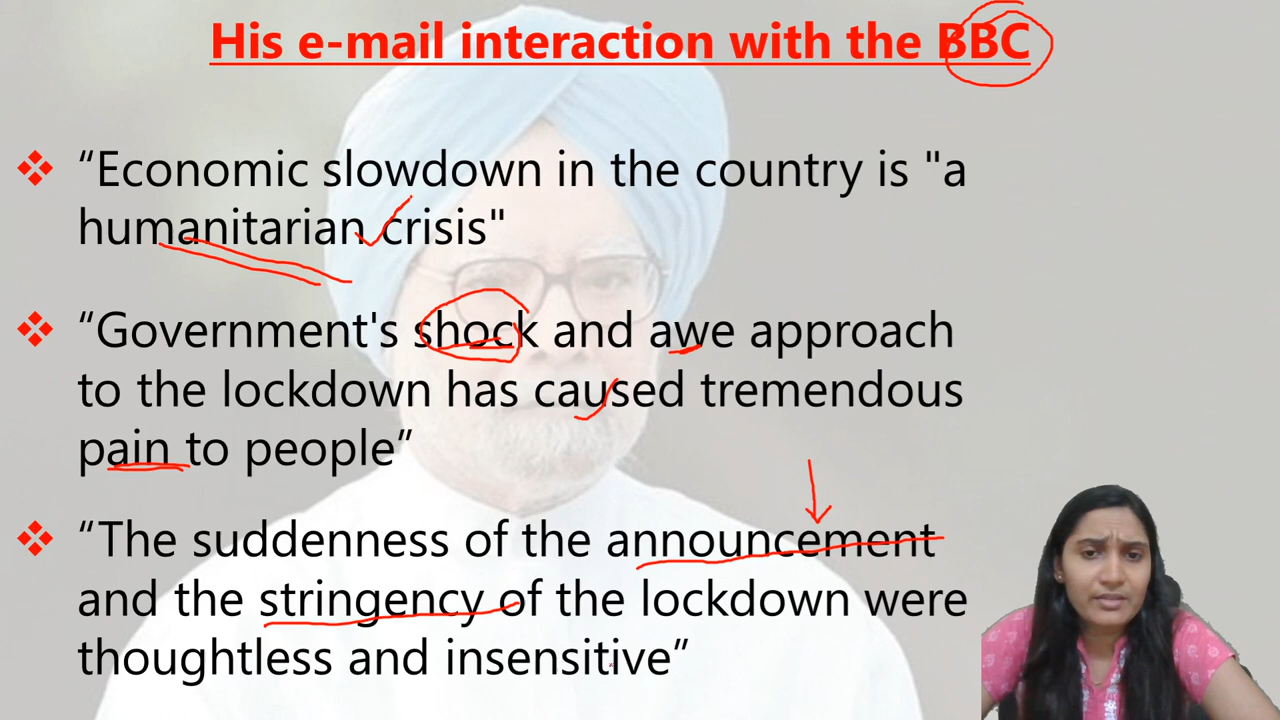 His e-mail interaction with the BBC
❖ “Economic slowdown in the country is "a
humanitarian crisis"
❖ “Government's shock and awe approach
to the lockdown has caused tremendous
pain to people”
❖ “The suddenness of the announcement
and the stringency of the lockdown were
thoughtless and insensitive”